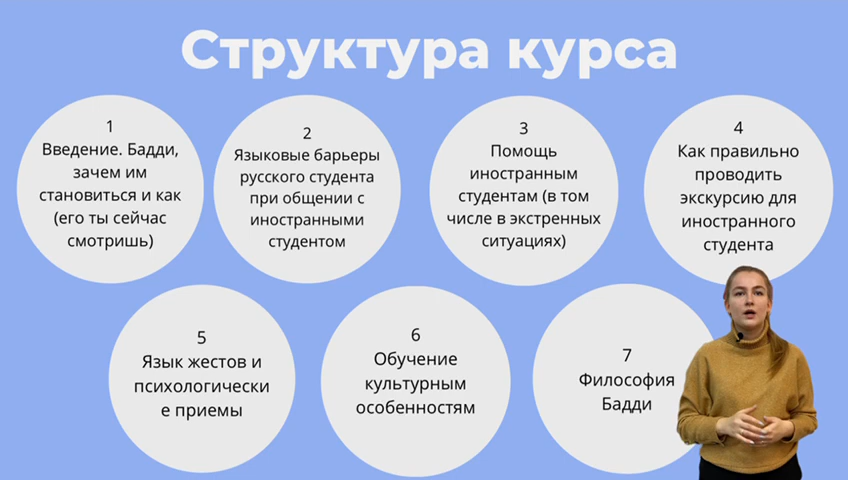 Структура курса
1
Введение. Бадди,
зачем им
становиться и как
(его ты сейчас
смотришь)
2
Языковые барьеры
русского студента
при общении с
иностранными
студентом
3
Помощь
иностранным
студентам (в том
числе в экстренных
ситуациях)
4
Как правильно
проводить
экскурсию для
иностранного
студента
5
Язык жестов и
психологически
е приемы
6
Обучение
культурным
особенностям
7
Философия
Бадди